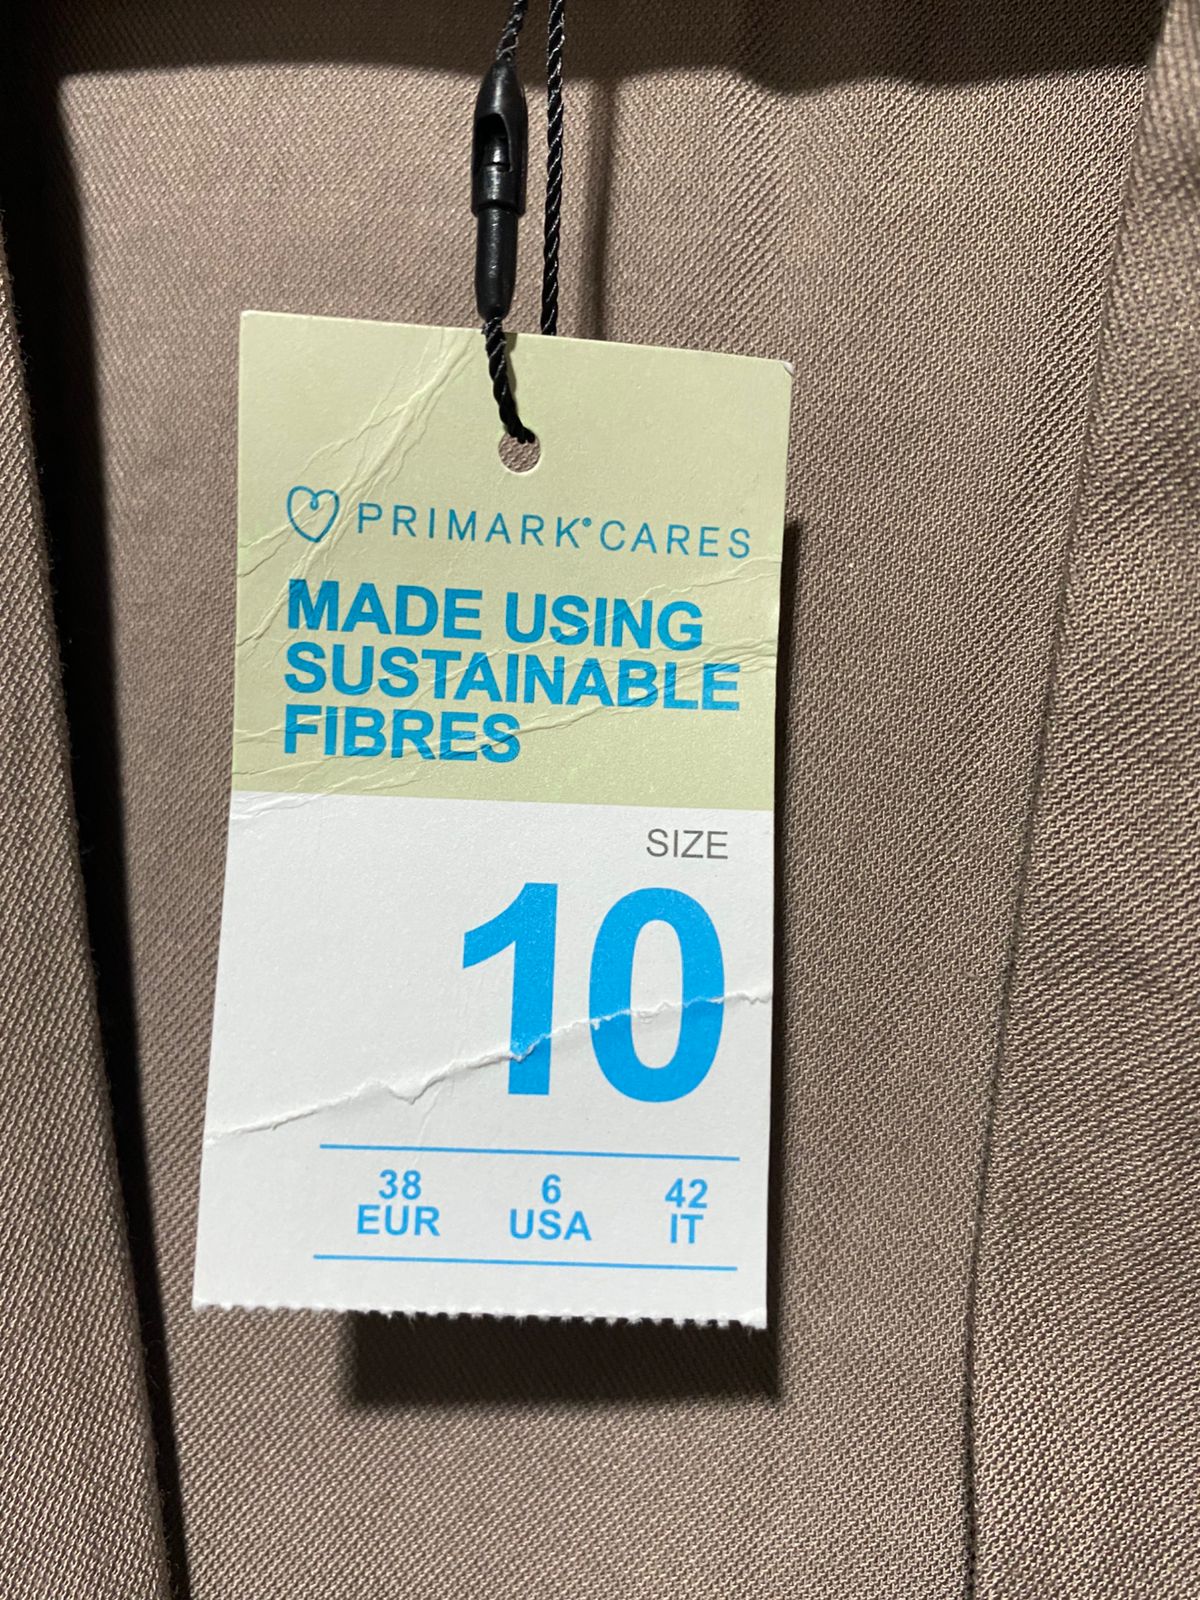 PRIMARK® CARES
MADE USING
SUSTAINABLE
FIBRES
SIZE
10
38 6 42
EUR USA IT